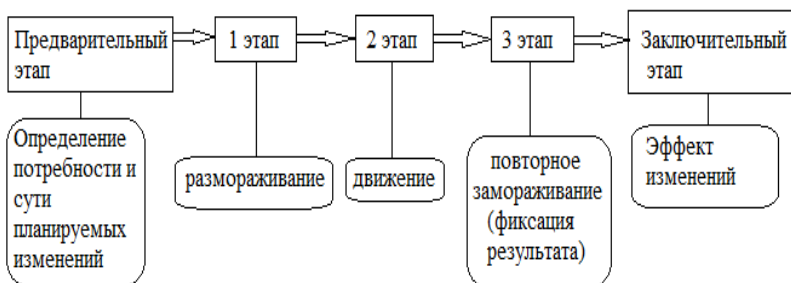 Предварительный
этап
1 этап
2 этап
3 этап
Заключительный
этап
Определение
потребности и
сути
планируемых
изменений
размораживание
движение
повторное
замораживание
(фиксация
результата)
Эффект
изменений